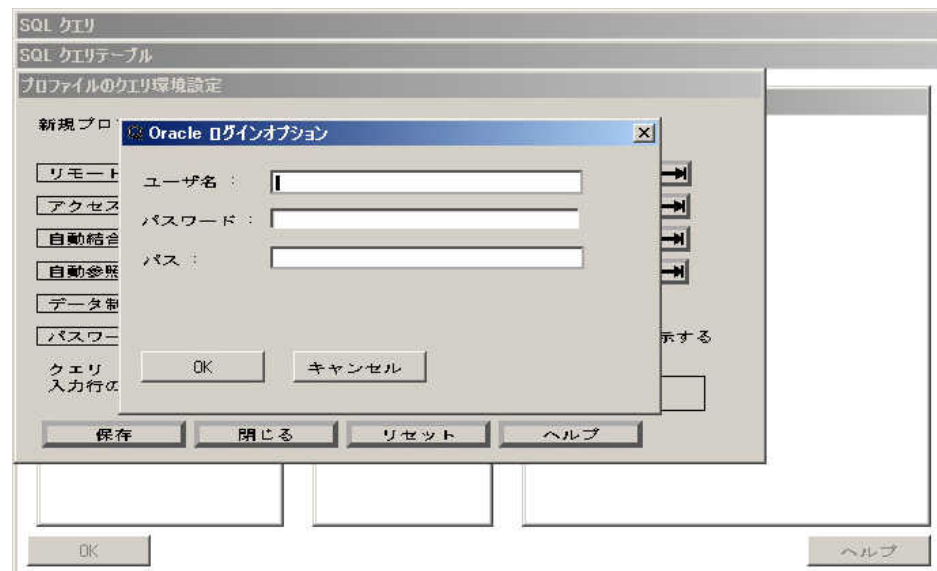 SQL クエリ
SQL クエリテーブル
プロファイルのクエリ環境設定
新規プロ
Oracle ログインオプション
ユーザ名 :
パスワード :
パス :
OK
キャンセル
リモート
アクセス
自動結合
自動参照
データ制
パスワー
示する
クエリ
入力行の
保存
閉じる
リセット
ヘルプ
OK
ヘルプ